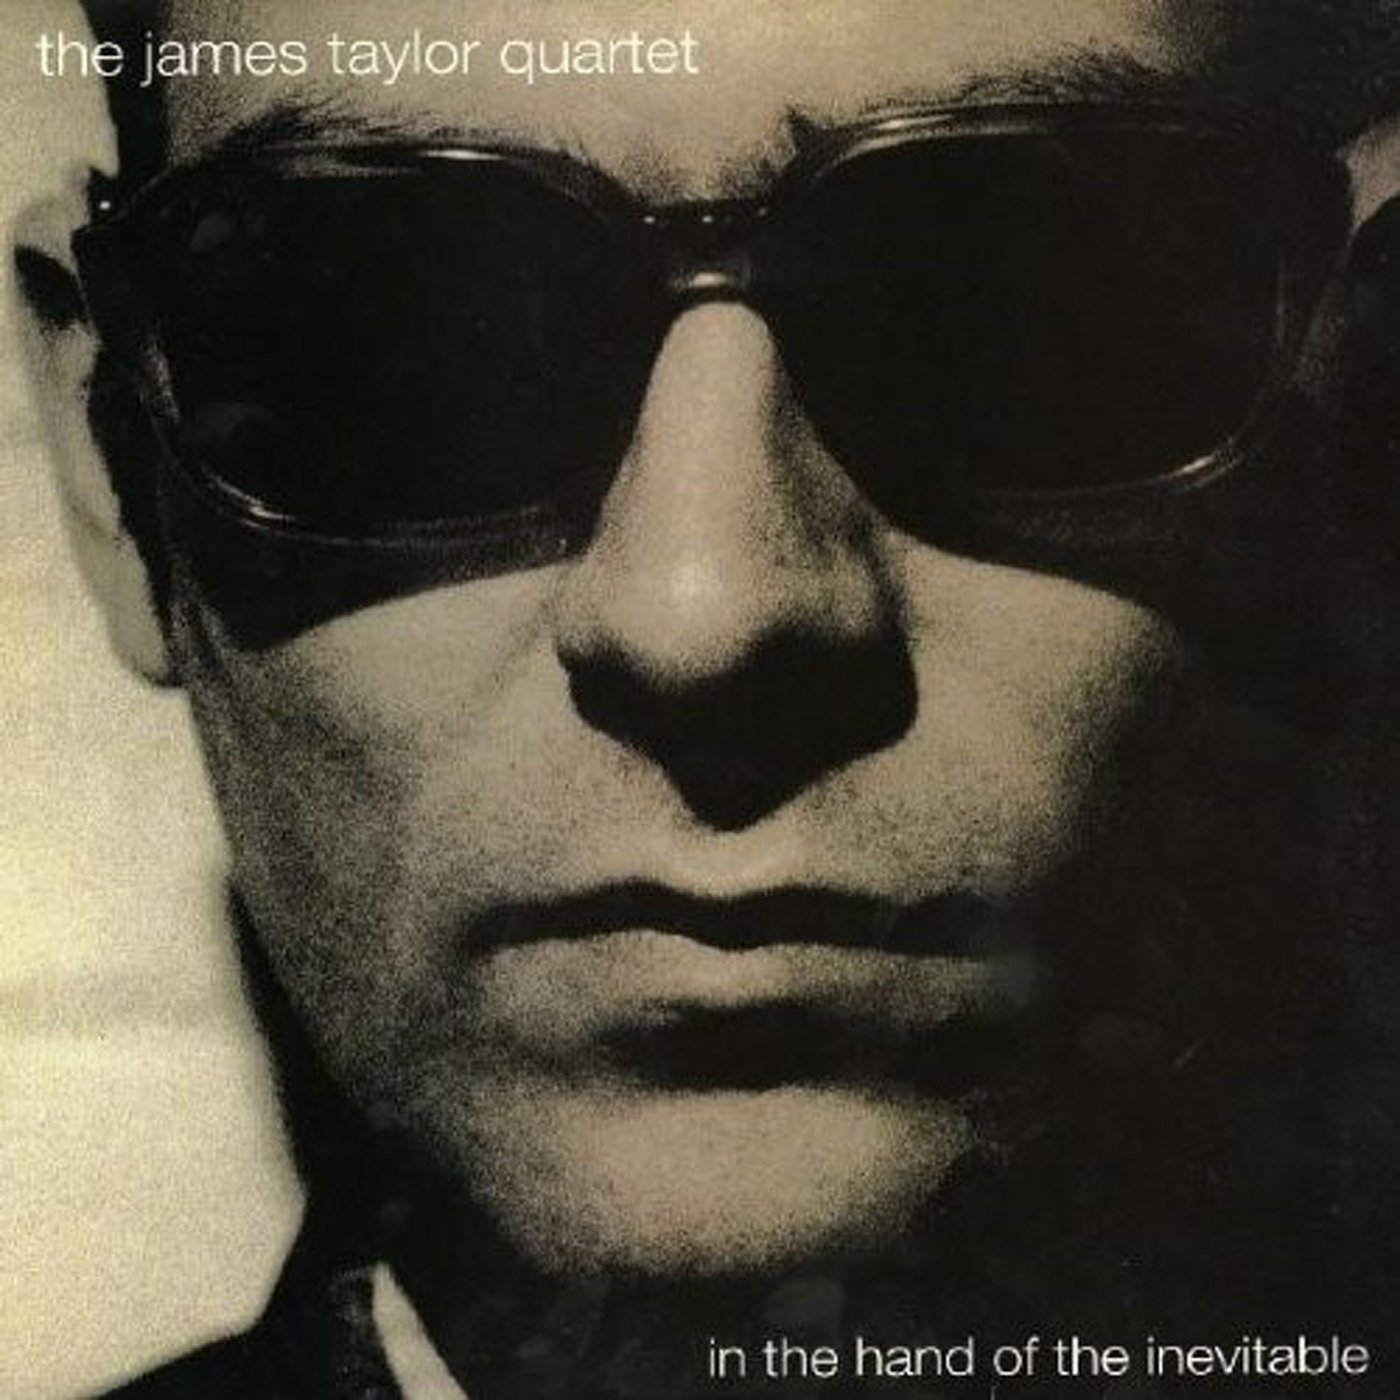 the james taylor quartet
in the hand of the inevitable